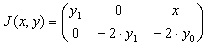 J(x, y) = ( y₁ 0 x
0 −2·y₁ −2·y₀ )